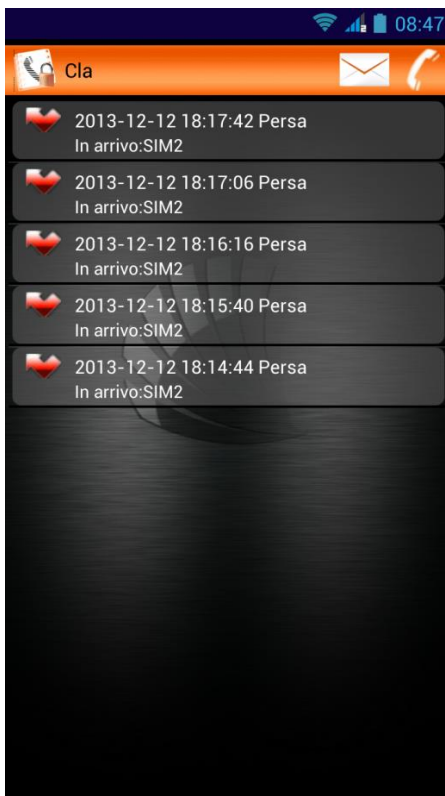 08:47
Cla
2013-12-12 18:17:42 Persa
In arrivo:SIM2
2013-12-12 18:17:06 Persa
In arrivo:SIM2
2013-12-12 18:16:16 Persa
In arrivo:SIM2
2013-12-12 18:15:40 Persa
In arrivo:SIM2
2013-12-12 18:14:44 Persa
In arrivo:SIM2